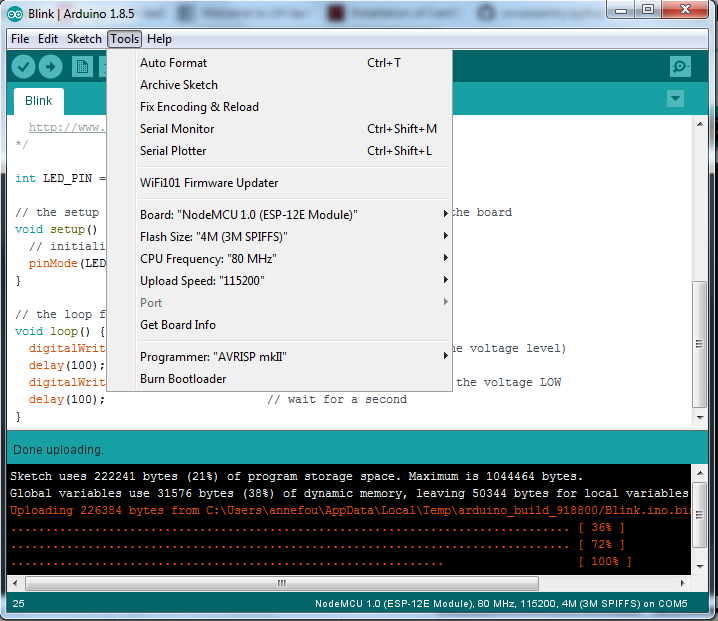 Blink | Arduino 1.8.5
File Edit Sketch Tools Help
Blink
Auto Format Ctrl+T
Archive Sketch
Fix Encoding & Reload
Serial Monitor Ctrl+Shift+M
Serial Plotter Ctrl+Shift+L
WiFi101 Firmware Updater
Board: "NodeMCU 1.0 (ESP-12E Module)"
Flash Size: "4M (3M SPIFFS)"
CPU Frequency: "80 MHz"
Upload Speed: "115200"
Port
Get Board Info
Programmer: "AVRISP mkII"
Burn Bootloader
http://www.
*/
int LED_PIN =
// the setup the board
void setup()
// initiali
pinMode(LED
}
// the loop f
void loop() {
digitalWrit he voltage level)
delay(100);
digitalWrit the voltage LOW
delay(100); // wait for a second
}
Done uploading.
Sketch uses 222241 bytes (21%) of program storage space. Maximum is 1044464 bytes.
Global variables use 31576 bytes (38%) of dynamic memory, leaving 50344 bytes for local variables
Uploading 226384 bytes from C:\Users\annefou\AppData\Local\Temp\arduino_build_918800/Blink.ino.bin
................................................................................ [ 36% ]
................................................................................ [ 72% ]
.............................................................. [ 100% ]
25 NodeMCU 1.0 (ESP-12E Module), 80 MHz, 115200, 4M (3M SPIFFS) on COM5